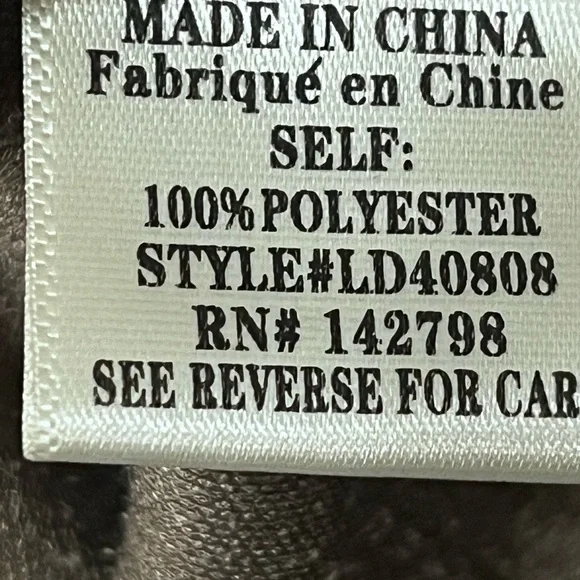 MADE IN CHINA
Fabriqué en Chine
SELF:
100%POLYESTER
STYLE#LD40808
RN# 142798
SEE REVERSE FOR CAR